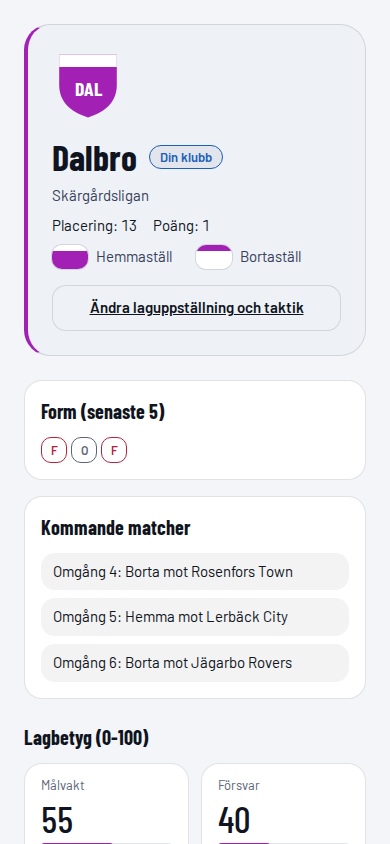 DAL
Dalbro Din klubb
Skärgårdsligan
Placering: 13 Poäng: 1
Hemmaställ Bortaställ
Ändra laguppställning och taktik
Form (senaste 5)
F O F
Kommande matcher
Omgång 4: Borta mot Rosenfors Town
Omgång 5: Hemma mot Lerbäck City
Omgång 6: Borta mot Jägarbo Rovers
Lagbetyg (0-100)
Målvakt Försvar
55 40